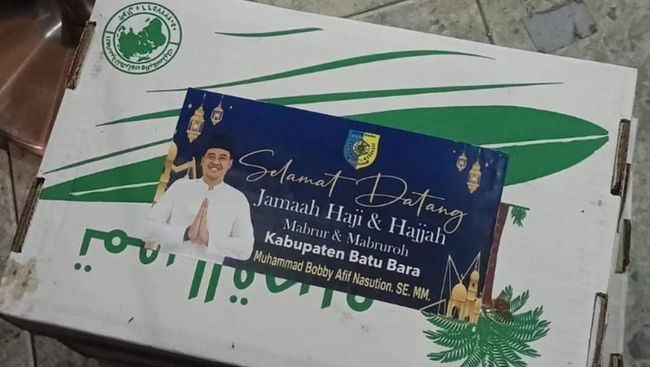 Selamat Datang
Jamaah Haji & Hajjah
Mabrur & Mabruroh
Kabupaten Batu Bara
Muhammad Bobby Afif Nasution. SE. MM.